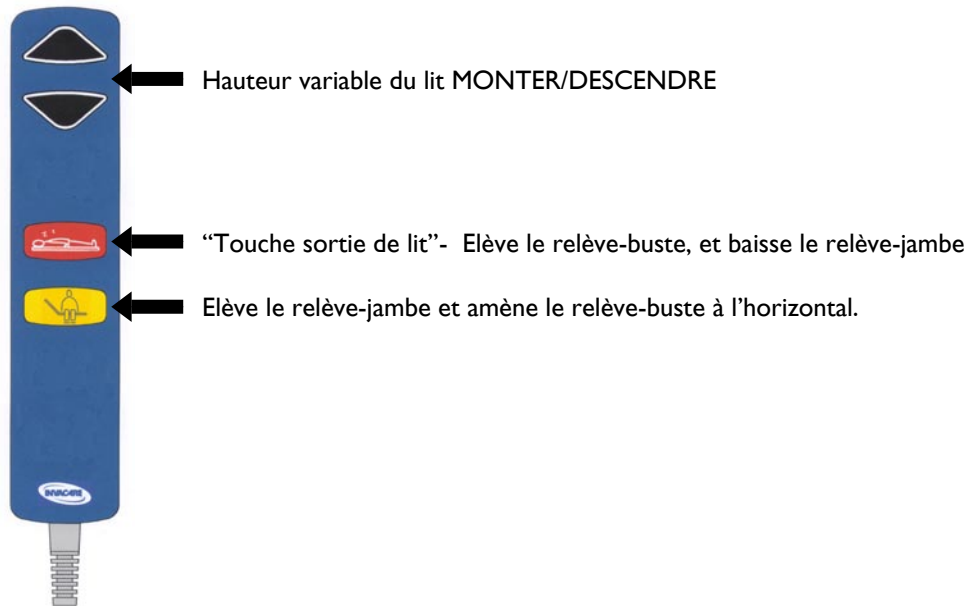 Hauteur variable du lit MONTER/DESCENDRE
z z
“Touche sortie de lit”- Elève le relève-buste, et baisse le relève-jambe
Elève le relève-jambe et amène le relève-buste à l’horizontal.
INVACARE